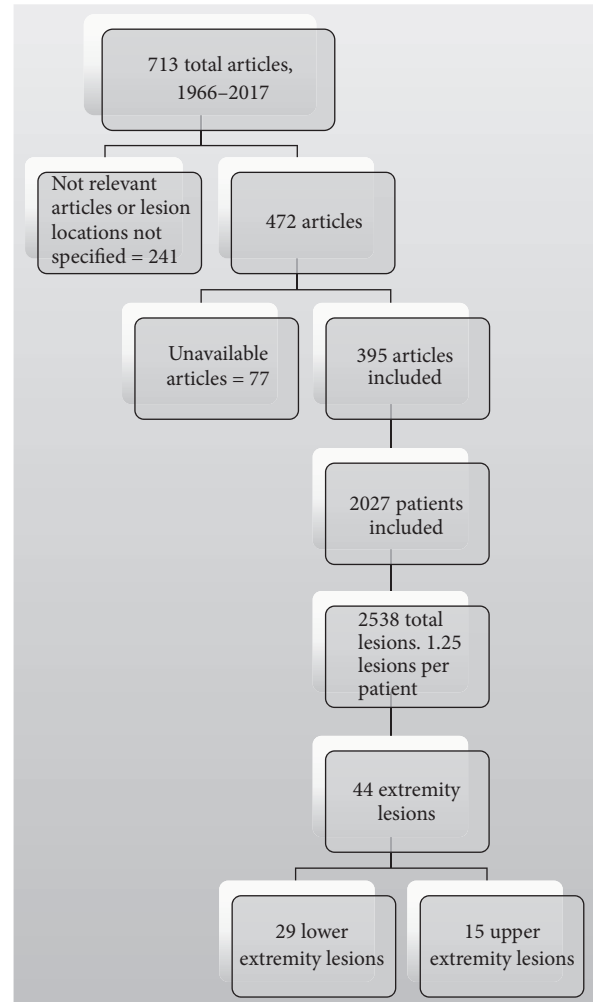 713 total articles,
1966–2017
Not relevant
articles or lesion
locations not
specified = 241
472 articles
Unavailable
articles = 77
395 articles
included
2027 patients
included
2538 total
lesions. 1.25
lesions per
patient
44 extremity
lesions
29 lower
extremity lesions
15 upper
extremity lesions